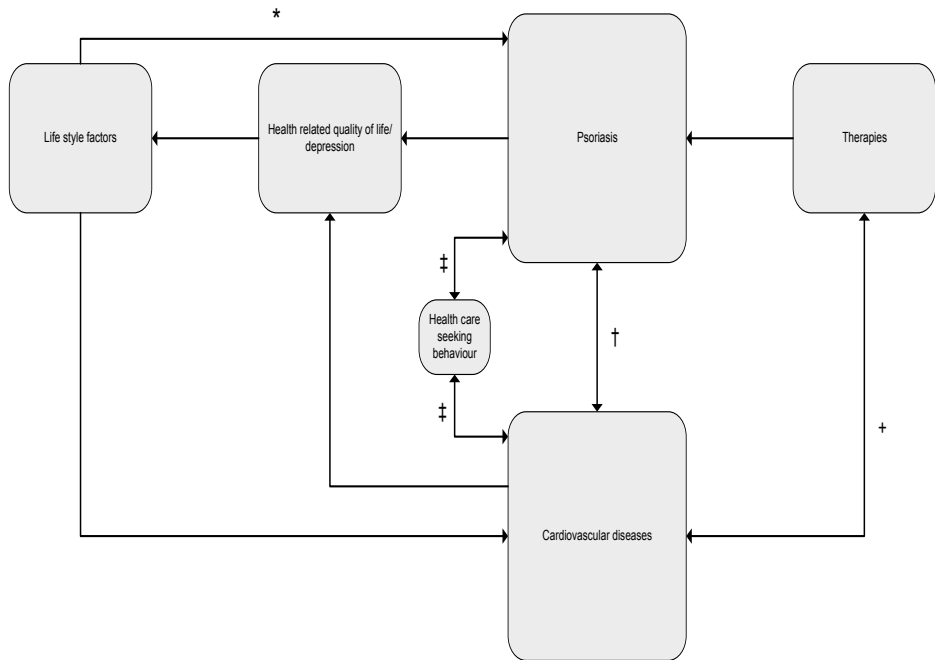 *
Life style factors
Health related quality of life/
depression
Psoriasis
Therapies
‡
Health care
seeking
behaviour
†
‡
+
Cardiovascular diseases